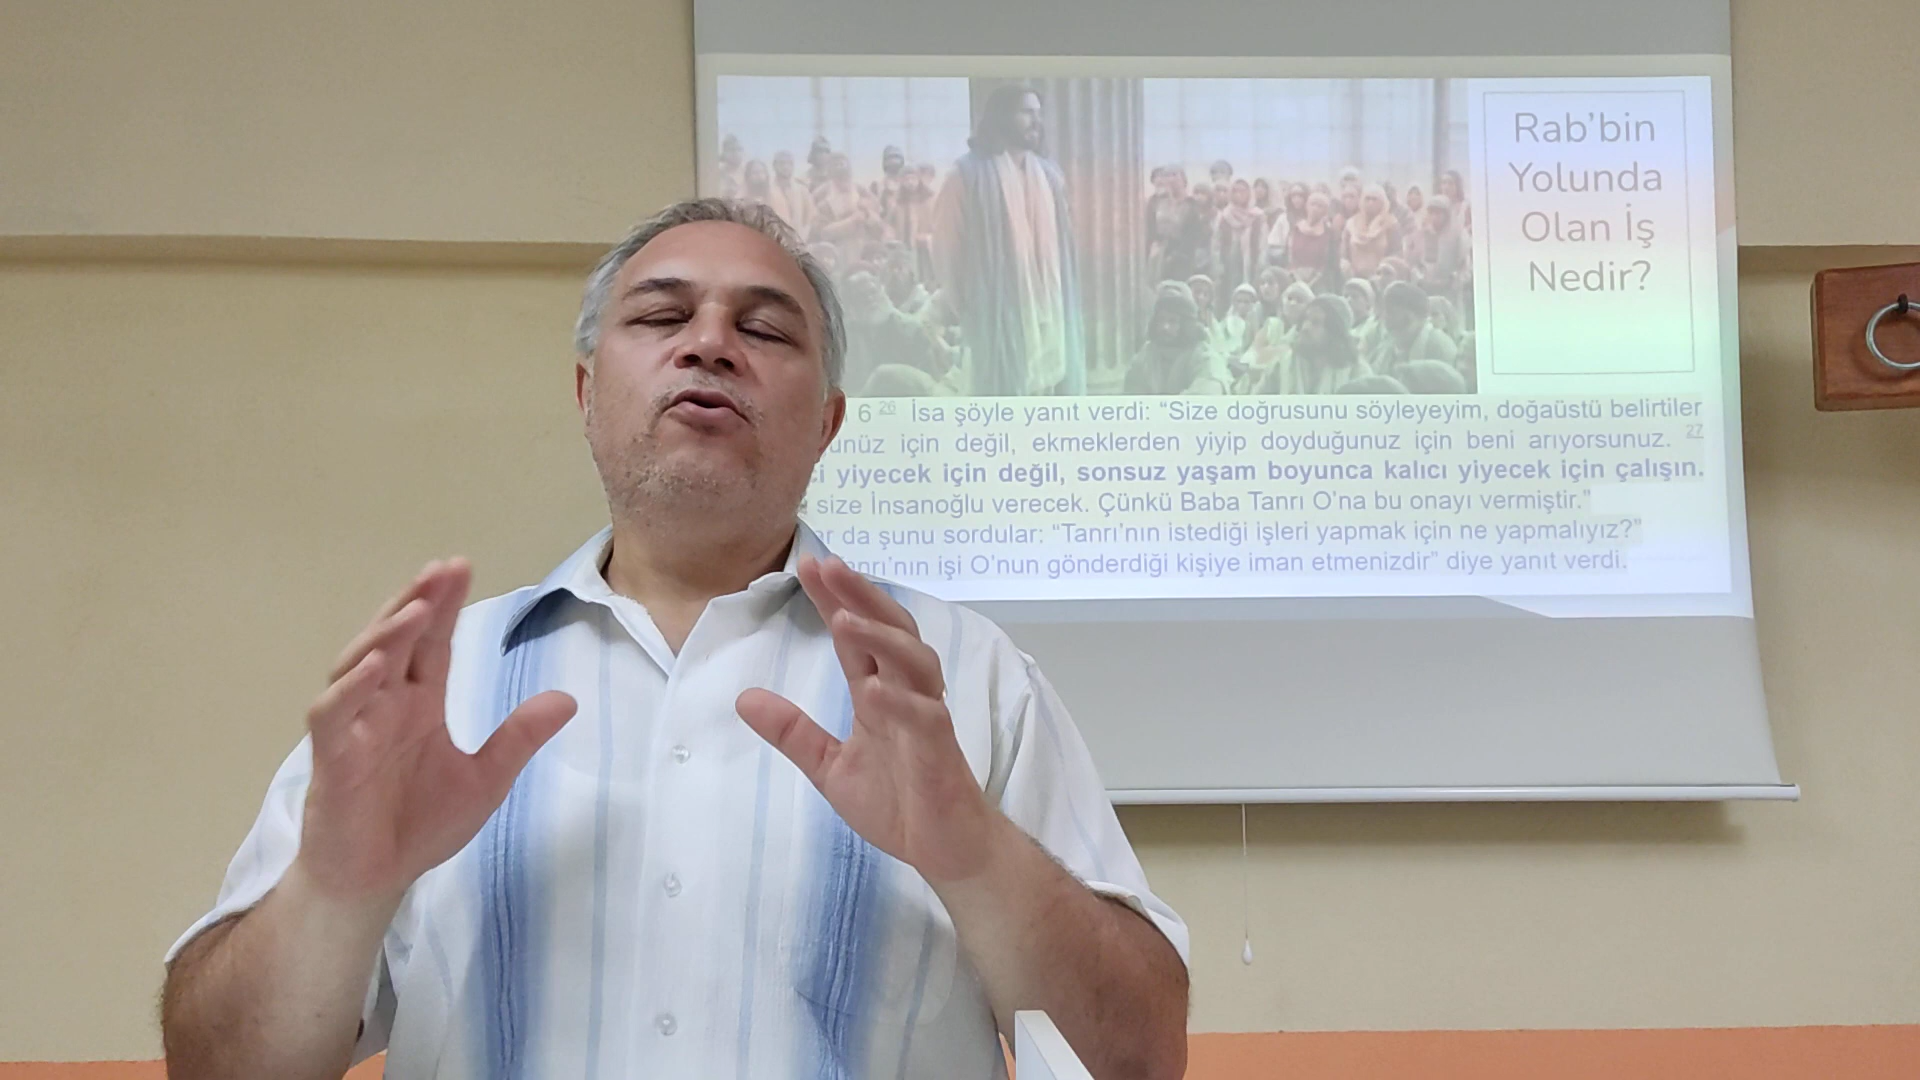 Rab’bin
Yolunda
Olan İş
Nedir?
6 26 İsa şöyle yanıt verdi: “Size doğrusunu söyleyeyim, doğaüstü belirtiler
için değil, ekmeklerden yiyip doyduğunuz için beni arıyorsunuz. 27
yiyecek için değil, sonsuz yaşam boyunca kalıcı yiyecek için çalışın.
size İnsanoğlu verecek. Çünkü Baba Tanrı O’na bu onayı vermiştir.”
da şunu sordular: “Tanrı’nın istediği işleri yapmak için ne yapmalıyız?”
işi O’nun gönderdiği kişiye iman etmenizdir” diye yanıt verdi.